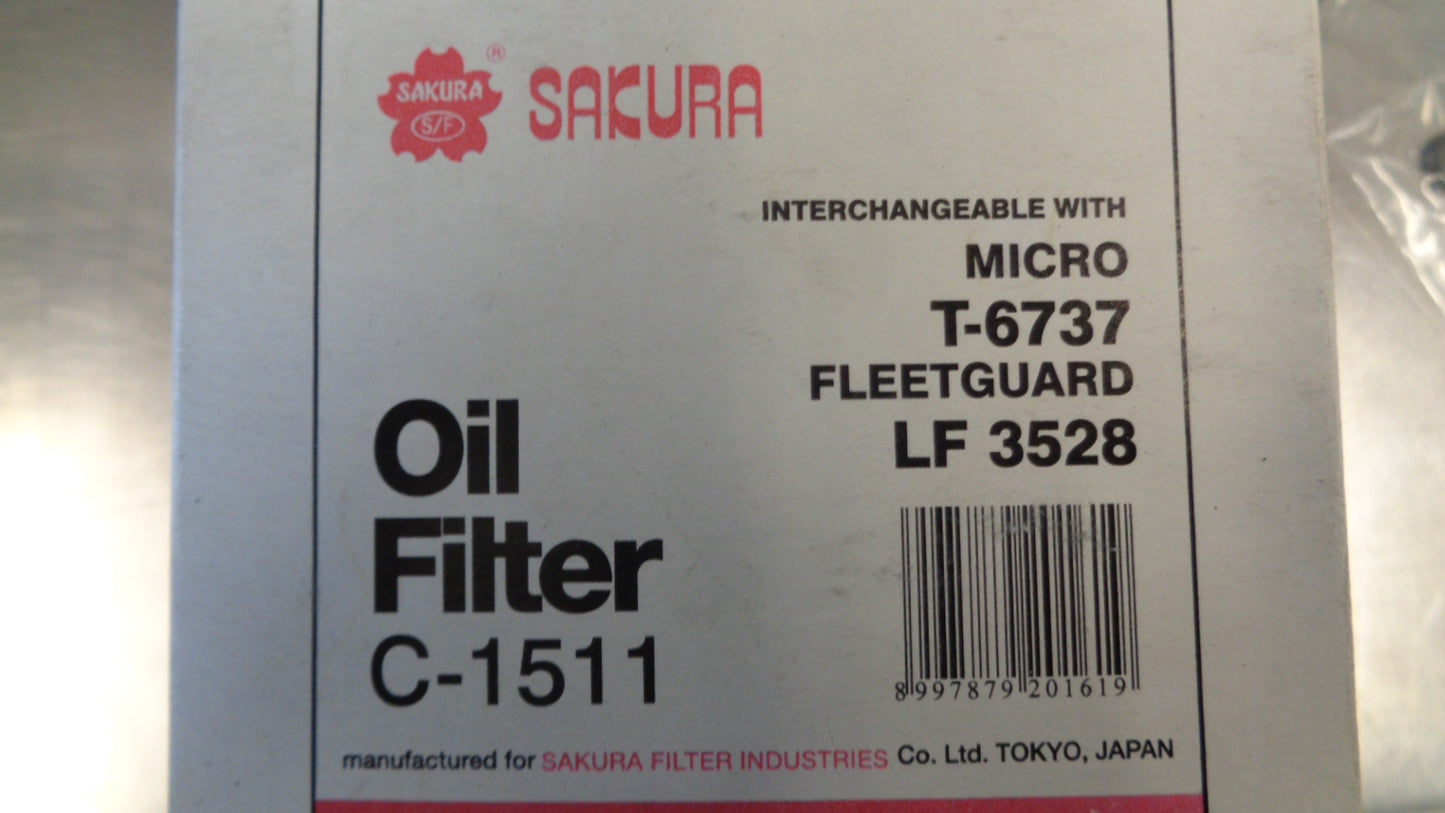 SAKURA
S/F
®
SAKURA
INTERCHANGEABLE WITH
MICRO
T-6737
FLEETGUARD
LF 3528
Oil
Filter
C-1511
8 997879 201619
manufactured for SAKURA FILTER INDUSTRIES Co. Ltd. TOKYO, JAPAN